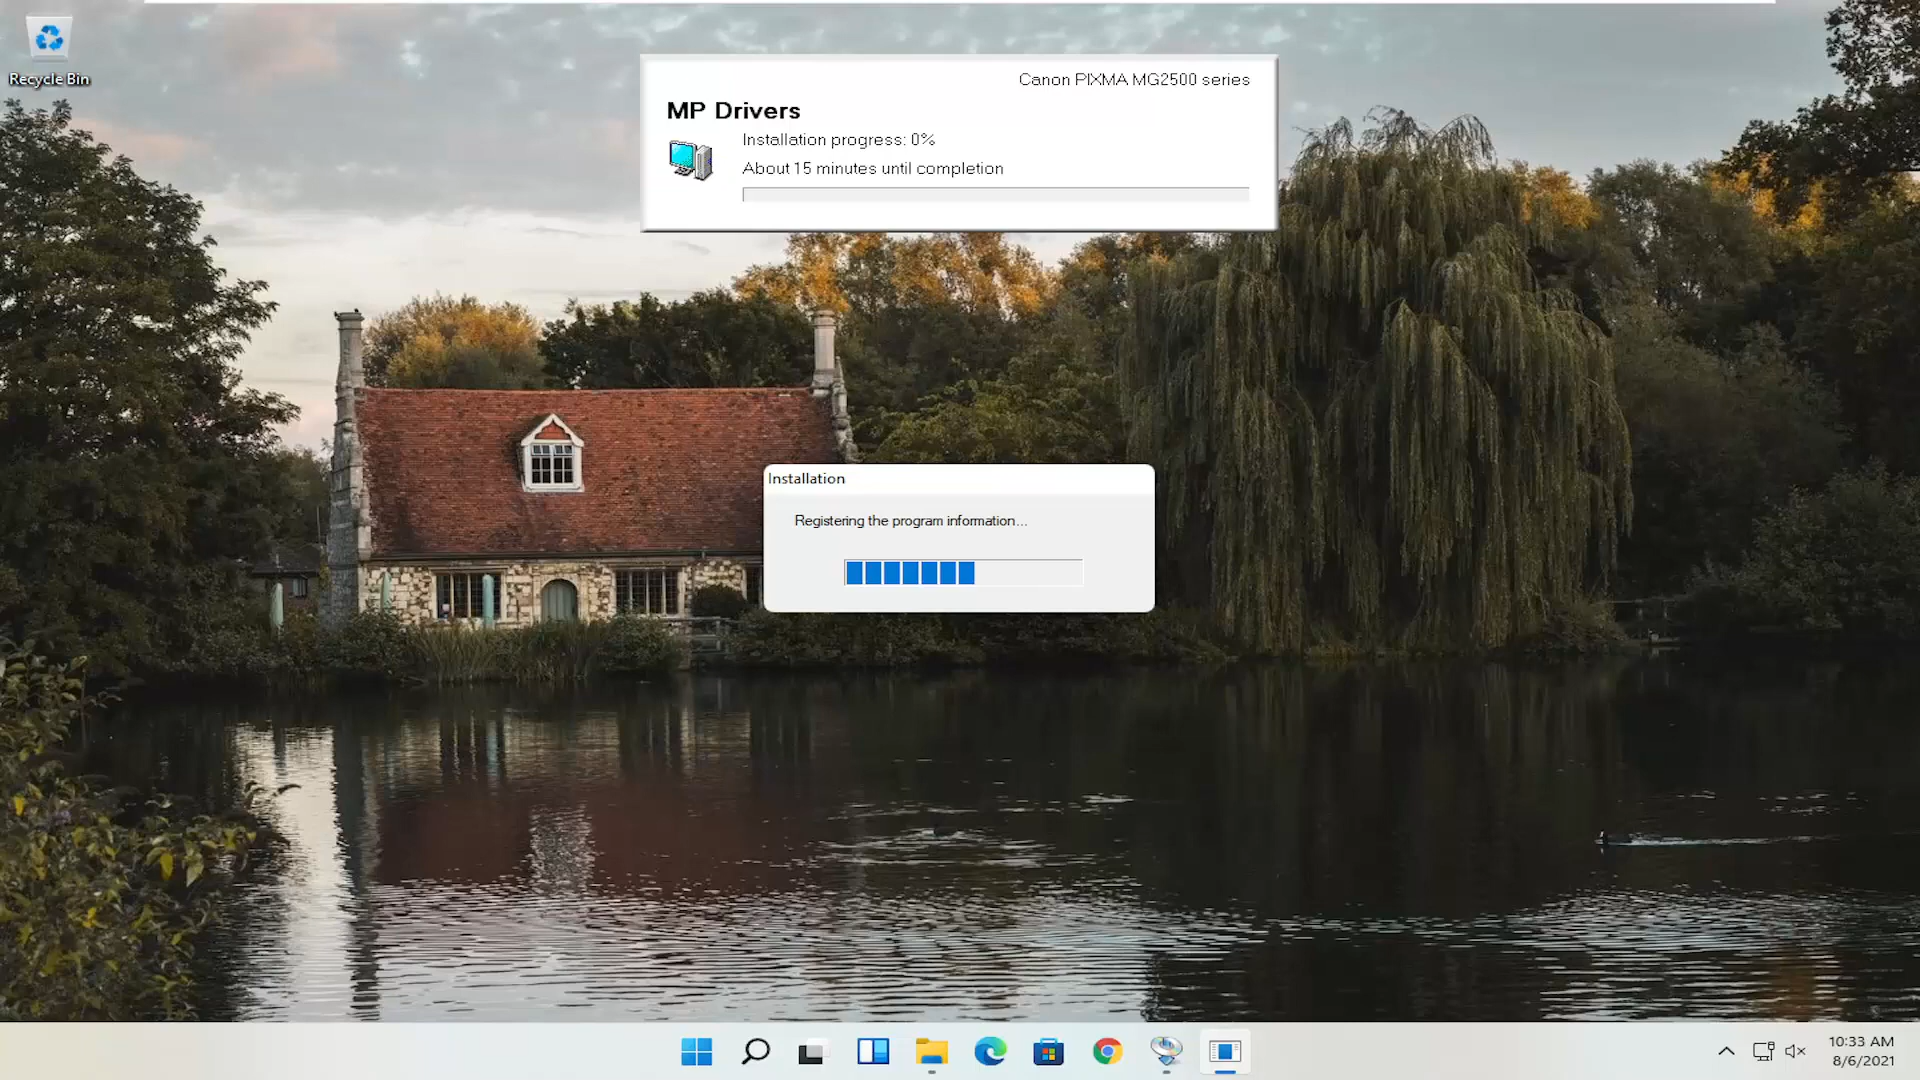 Recycle Bin
Canon PIXMA MG2500 series
MP Drivers
Installation progress: 0%
About 15 minutes until completion
Installation
Registering the program information...
10:33 AM
8/6/2021